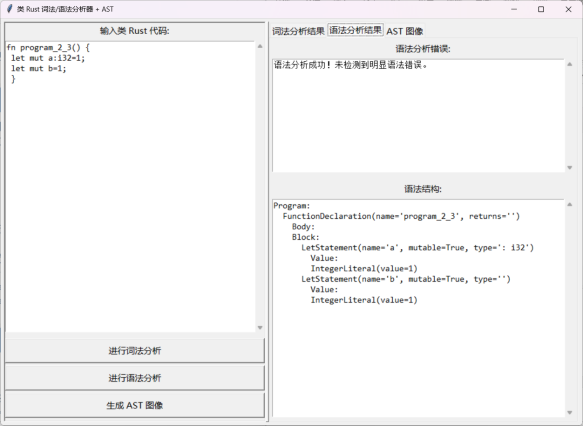 类 Rust 词法/语法分析器 + AST
输入类 Rust 代码:
fn program_2_3() {
 let mut a:i32=1;
 let mut b=1;
 }
进行词法分析
进行语法分析
生成 AST 图像
词法分析结果 语法分析结果 AST 图像
语法分析错误:
语法分析成功！未检测到明显语法错误。
语法结构:
Program:
  FunctionDeclaration(name='program_2_3', returns='')
    Body:
    Block:
      LetStatement(name='a', mutable=True, type=': i32')
        Value:
        IntegerLiteral(value=1)
      LetStatement(name='b', mutable=True, type='')
        Value:
        IntegerLiteral(value=1)